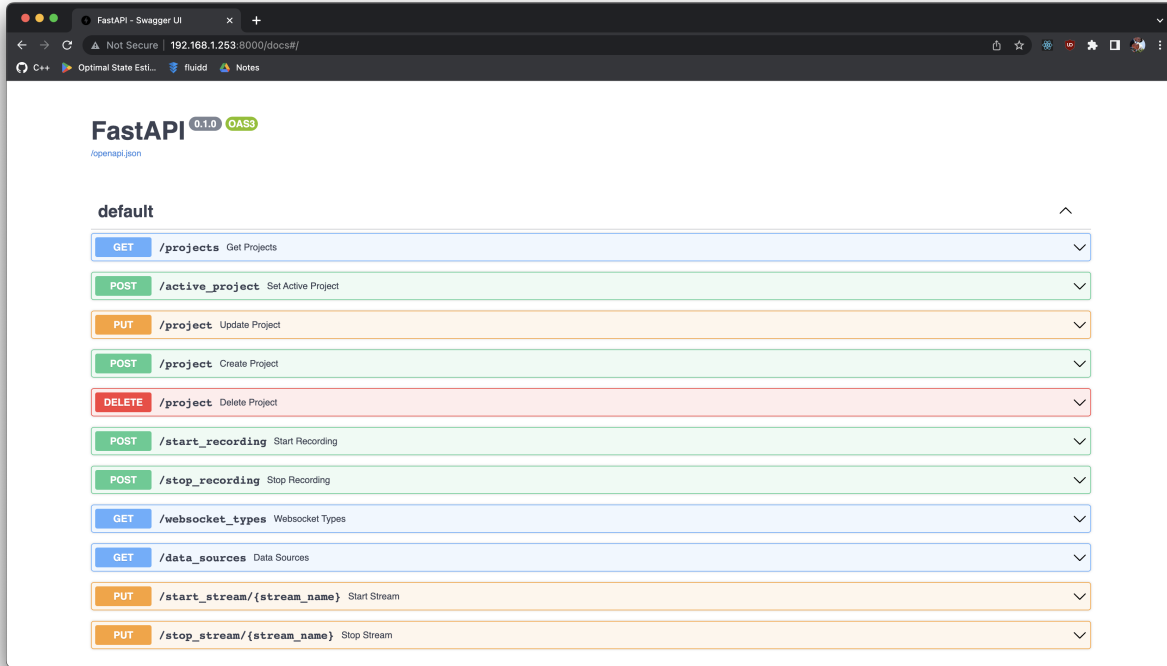 FastAPI - Swagger UI
Not Secure | 192.168.1.253:8000/docs#/
C++ Optimal State Esti... fluidd Notes
FastAPI 0.1.0 OAS3
/openapi.json
default
GET /projects Get Projects
POST /active_project Set Active Project
PUT /project Update Project
POST /project Create Project
DELETE /project Delete Project
POST /start_recording Start Recording
POST /stop_recording Stop Recording
GET /websocket_types Websocket Types
GET /data_sources Data Sources
PUT /start_stream/{stream_name} Start Stream
PUT /stop_stream/{stream_name} Stop Stream